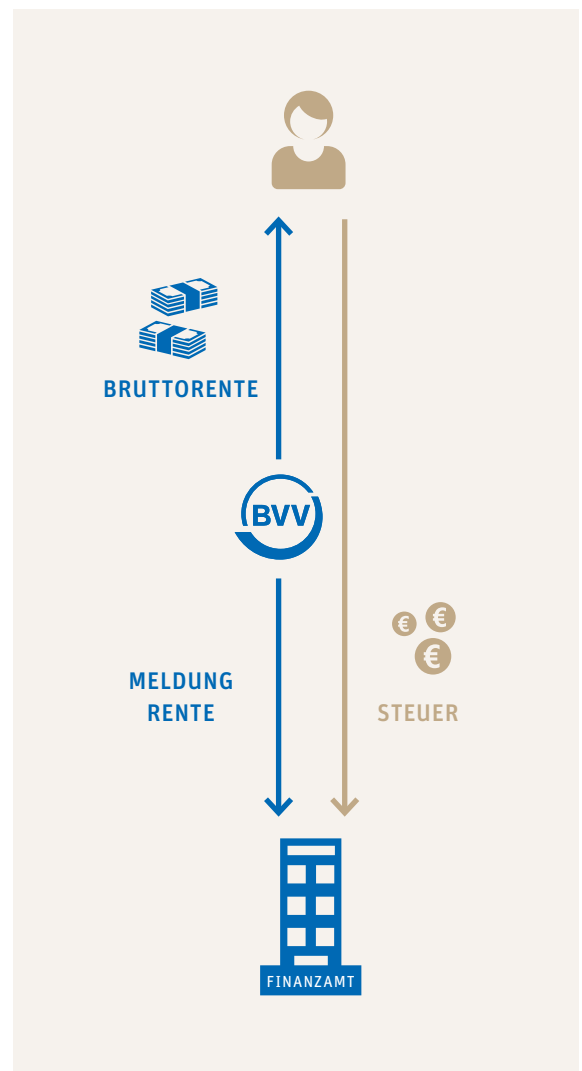 BRUTTORENTE
BVV
€ €
€
MELDUNG
RENTE
STEUER
FINANZAMT